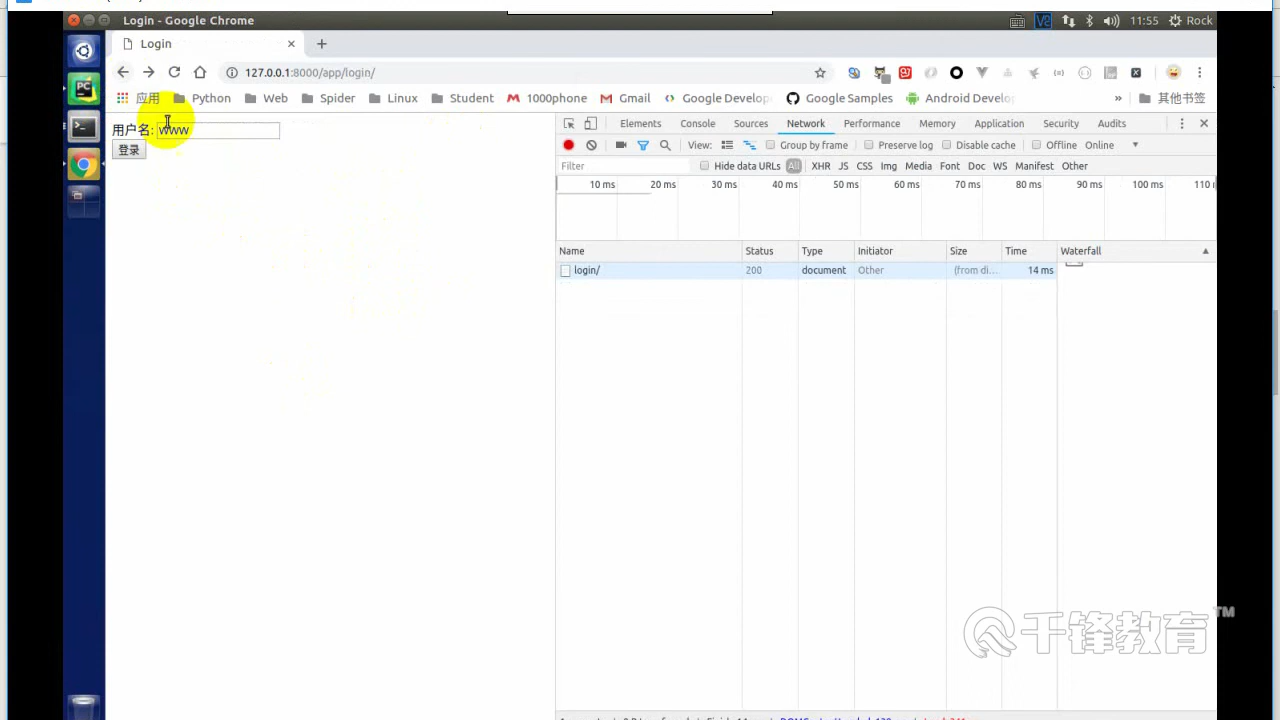 Login - Google Chrome
11:55 Rock
Login
127.0.0.1:8000/app/login/
应用 Python Web Spider Linux Student 1000phone Gmail Google Develop Google Samples Android Develo » 其他书签
用户名: www
登录
Elements Console Sources Network Performance Memory Application Security Audits
View: Group by frame Preserve log Disable cache Offline Online
Filter Hide data URLs All XHR JS CSS Img Media Font Doc WS Manifest Other
10 ms 20 ms 30 ms 40 ms 50 ms 60 ms 70 ms 80 ms 90 ms 100 ms 110
Name Status Type Initiator Size Time Waterfall
login/ 200 document Other (from di... 14 ms
千锋教育 TM